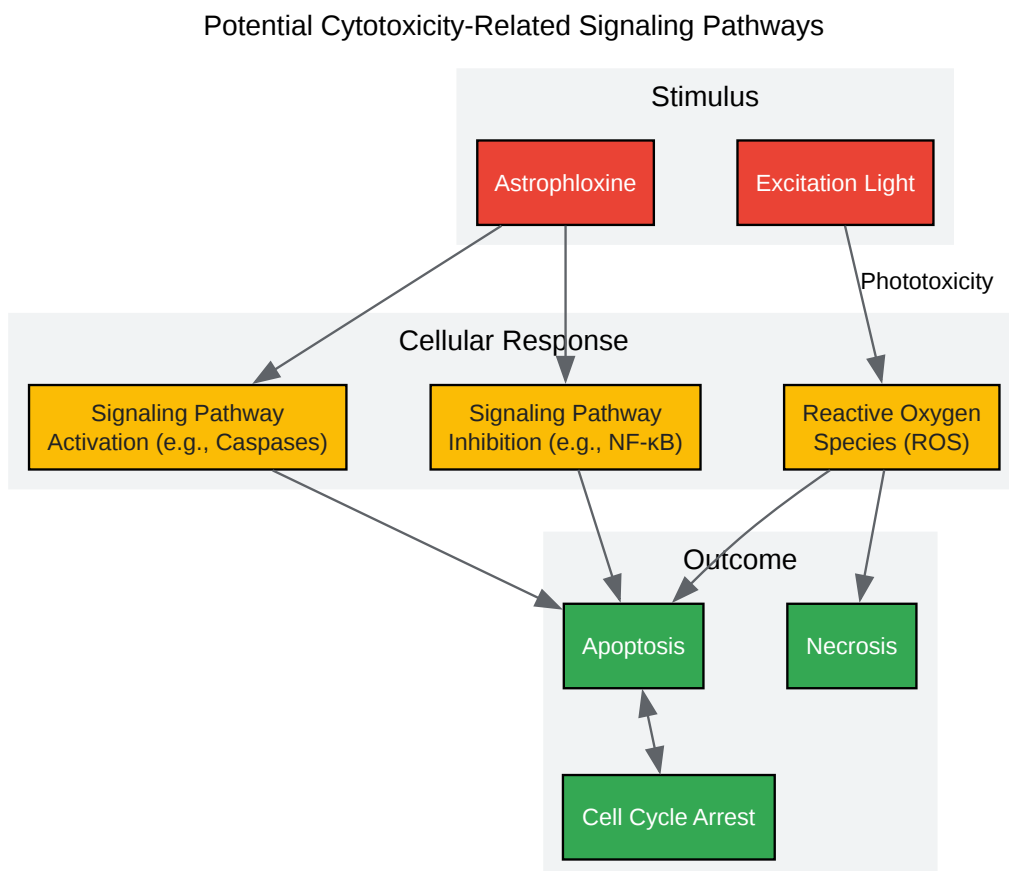 Potential Cytotoxicity-Related Signaling Pathways
Stimulus
Astrophloxine
Excitation Light
Phototoxicity
Cellular Response
Signaling Pathway
Activation (e.g., Caspases)
Signaling Pathway
Inhibition (e.g., NF-κB)
Reactive Oxygen
Species (ROS)
Outcome
Apoptosis
Necrosis
Cell Cycle Arrest